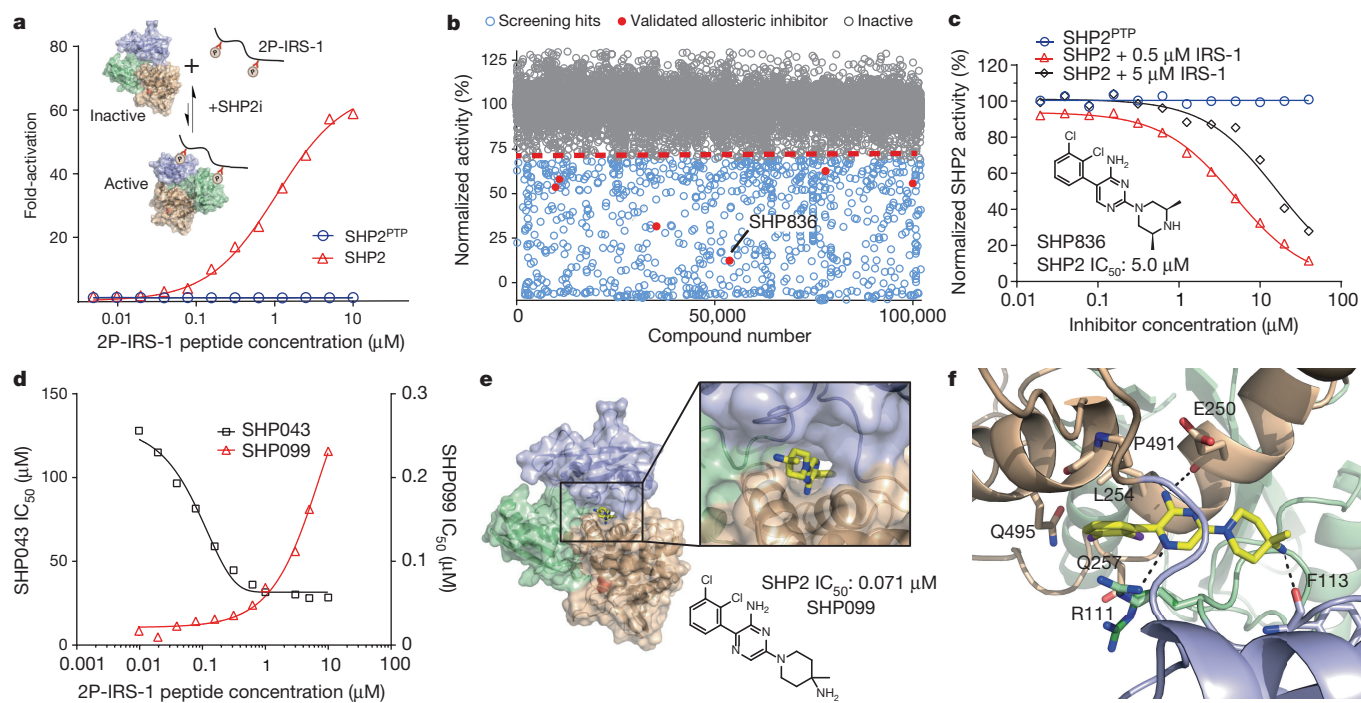 a
80
60
40
20
Fold-activation
Inactive
Active
2P-IRS-1
+SHP2i
P
P
P
P
SHP2PTP
SHP2
0.01
0.1
1
10
2P-IRS-1 peptide concentration (μM)
b
Screening hits
Validated allosteric inhibitor
Inactive
Normalized activity (%)
125
100
75
50
25
0
SHP836
0
50,000
100,000
Compound number
c
SHP2PTP
SHP2 + 0.5 μM IRS-1
SHP2 + 5 μM IRS-1
Normalized SHP2 activity (%)
120
100
80
60
40
20
0
Cl
Cl
NH2
N
N
N
NH
SHP836
SHP2 IC50: 5.0 μM
0.01
0.1
1
10
100
Inhibitor concentration (μM)
d
SHP043 IC50 (μM)
150
100
50
0
SHP043
SHP099
0.3
0.2
0.1
0
SHP099 IC50 (μM)
0.001
0.01
0.1
1
10
100
2P-IRS-1 peptide concentration (μM)
e
SHP2 IC50: 0.071 μM
SHP099
Cl
Cl
NH2
N
N
N
NH2
f
E250
P491
L254
Q495
Q257
R111
F113